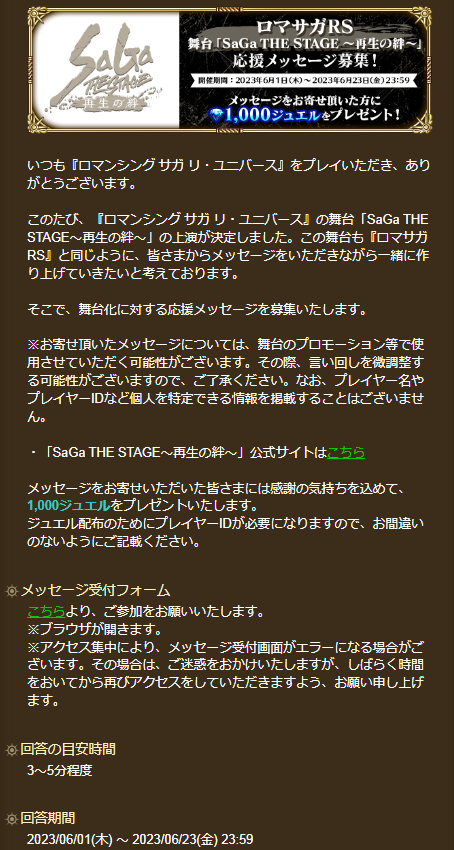 SaGa
THE STAGE
再生の絆
ロマサガRS
舞台「SaGa THE STAGE ～再生の絆～」
応援メッセージ募集！
開催期間：2023年6月1日(木)～2023年6月23日(金) 23:59
メッセージをお寄せ頂いた方に
1,000ジュエルをプレゼント！
いつも『ロマンシング サガ リ・ユニバース』をプレイいただき、あり
がとうございます。
このたび、『ロマンシング サガ リ・ユニバース』の舞台「SaGa THE
STAGE～再生の絆～」の上演が決定しました。この舞台も『ロマサガ
RS』と同じように、皆さまからメッセージをいただきながら一緒に作
り上げていきたいと考えております。
そこで、舞台化に対する応援メッセージを募集いたします。
※お寄せ頂いたメッセージについては、舞台のプロモーション等で使
用させていただく可能性がございます。その際、言い回しを微調整す
る可能性がございますので、ご了承ください。なお、プレイヤー名や
プレイヤーIDなど個人を特定できる情報を掲載することはございませ
ん。
・「SaGa THE STAGE～再生の絆～」公式サイトはこちら
メッセージをお寄せいただいた皆さまには感謝の気持ちを込めて、
1,000ジュエルをプレゼントいたします。
ジュエル配布のためにプレイヤーIDが必要になりますので、お間違い
のないようにご記載ください。
メッセージ受付フォーム
こちらより、ご参加をお願いいたします。
※ブラウザが開きます。
※アクセス集中により、メッセージ受付画面がエラーになる場合がご
ざいます。その場合は、ご迷惑をおかけいたしますが、しばらく時間
をおいてから再びアクセスをしていただきますよう、お願い申し上げ
ます。
回答の目安時間
3～5分程度
回答期間
2023/06/01(木) ～ 2023/06/23(金) 23:59